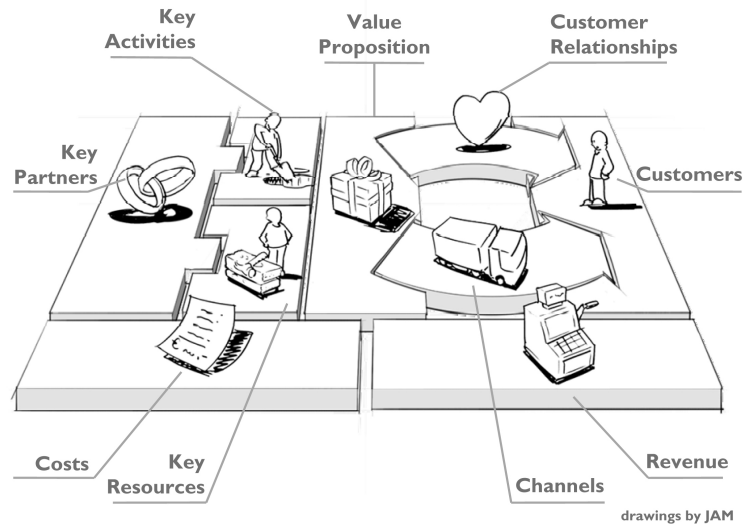 Key
Activities
Value
Proposition
Customer
Relationships
Key
Partners
Customers
Costs
Key
Resources
Channels
Revenue
drawings by JAM